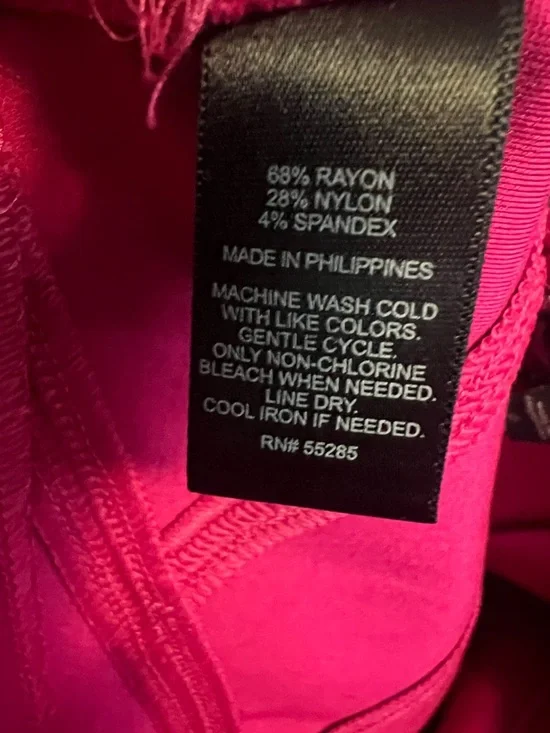 68% RAYON
28% NYLON
4% SPANDEX
MADE IN PHILIPPINES
MACHINE WASH COLD
WITH LIKE COLORS.
GENTLE CYCLE.
ONLY NON-CHLORINE
BLEACH WHEN NEEDED.
LINE DRY.
COOL IRON IF NEEDED.
RN# 55285